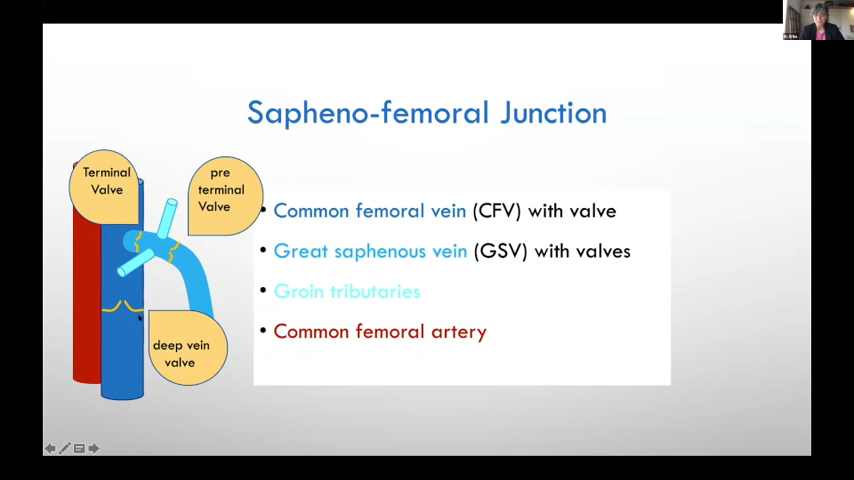 Sapheno-femoral Junction
Terminal
Valve
pre
terminal
Valve
• Common femoral vein (CFV) with valve
• Great saphenous vein (GSV) with valves
• Groin tributaries
• Common femoral artery
deep vein
valve